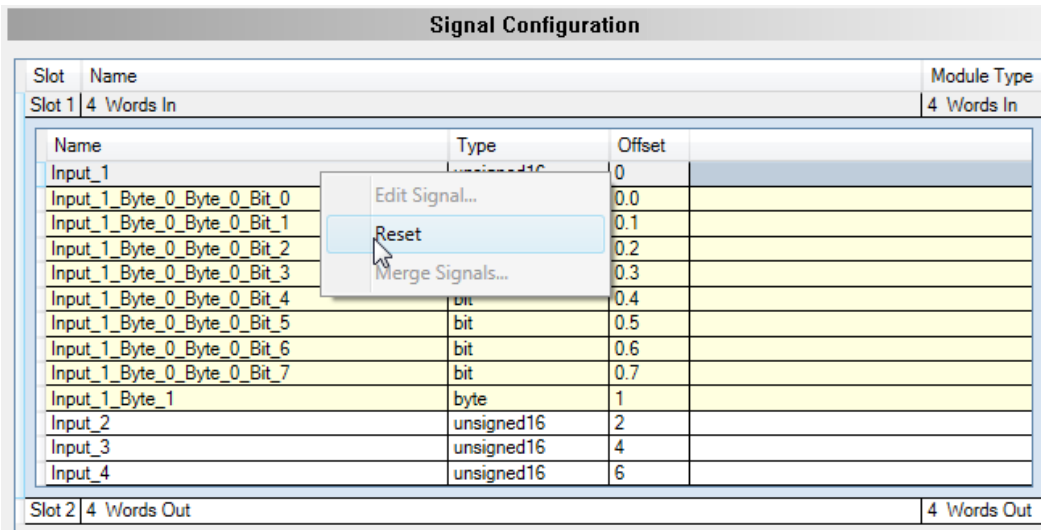 Signal Configuration
Slot Name Module Type
Slot 1 4 Words In 4 Words In
Name Type Offset
Input_1 0
Input_1_Byte_0_Byte_0_Bit_0 Edit Signal... 0.0
Input_1_Byte_0_Byte_0_Bit_1 Reset 0.1
Input_1_Byte_0_Byte_0_Bit_2 0.2
Input_1_Byte_0_Byte_0_Bit_3 Merge Signals... 0.3
Input_1_Byte_0_Byte_0_Bit_4 bit 0.4
Input_1_Byte_0_Byte_0_Bit_5 bit 0.5
Input_1_Byte_0_Byte_0_Bit_6 bit 0.6
Input_1_Byte_0_Byte_0_Bit_7 bit 0.7
Input_1_Byte_1 byte 1
Input_2 unsigned16 2
Input_3 unsigned16 4
Input_4 unsigned16 6
Slot 2 4 Words Out 4 Words Out